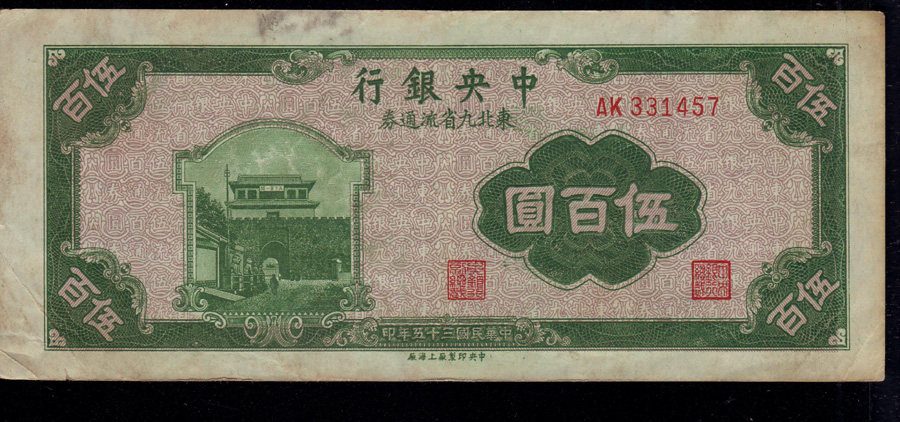 伍百
伍百
中央銀行
東北九省流通券
AK 331457
伍百圓
伍百
伍百
中華民國三十五年印
中央印製廠上海廠